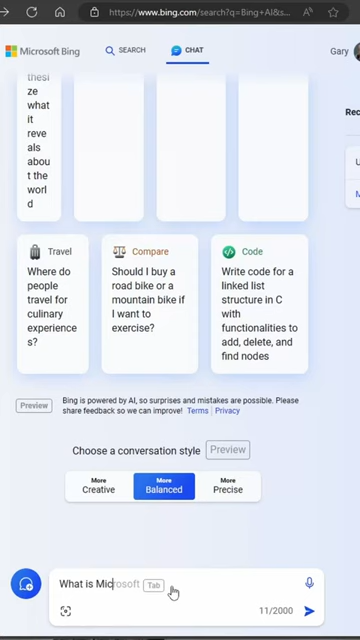 https://www.bing.com/search?q=Bing+AI&s...
Microsoft Bing
SEARCH
CHAT
Gary
thesi
ze
what
it
reve
als
abou
t the
worl
d
Rec
U
Travel
Where do
people
travel for
culinary
experience
s?
Compare
Should I buy a
road bike or a
mountain bike if
I want to
exercise?
Code
Write code for a
linked list
structure in C
with
functionalities to
add, delete, and
find nodes
Preview
Bing is powered by AI, so surprises and mistakes are possible. Please
share feedback so we can improve! Terms | Privacy
Choose a conversation style Preview
More
Creative
More
Balanced
More
Precise
What is Microsoft Tab
11/2000